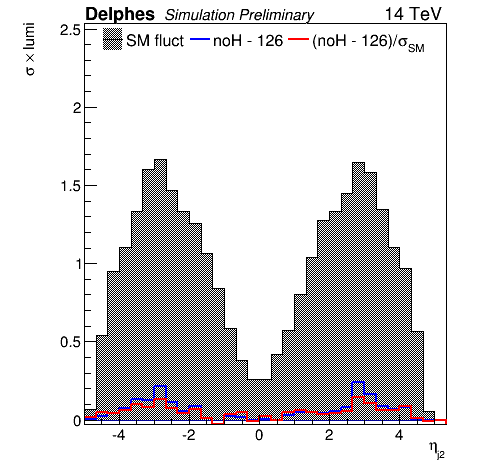 Delphes Simulation Preliminary 14 TeV
σ × lumi
SM fluct noH - 126 (noH - 126)/σSM
2.5
2
1.5
1
0.5
0
-4 -2 0 2 4
ηj2